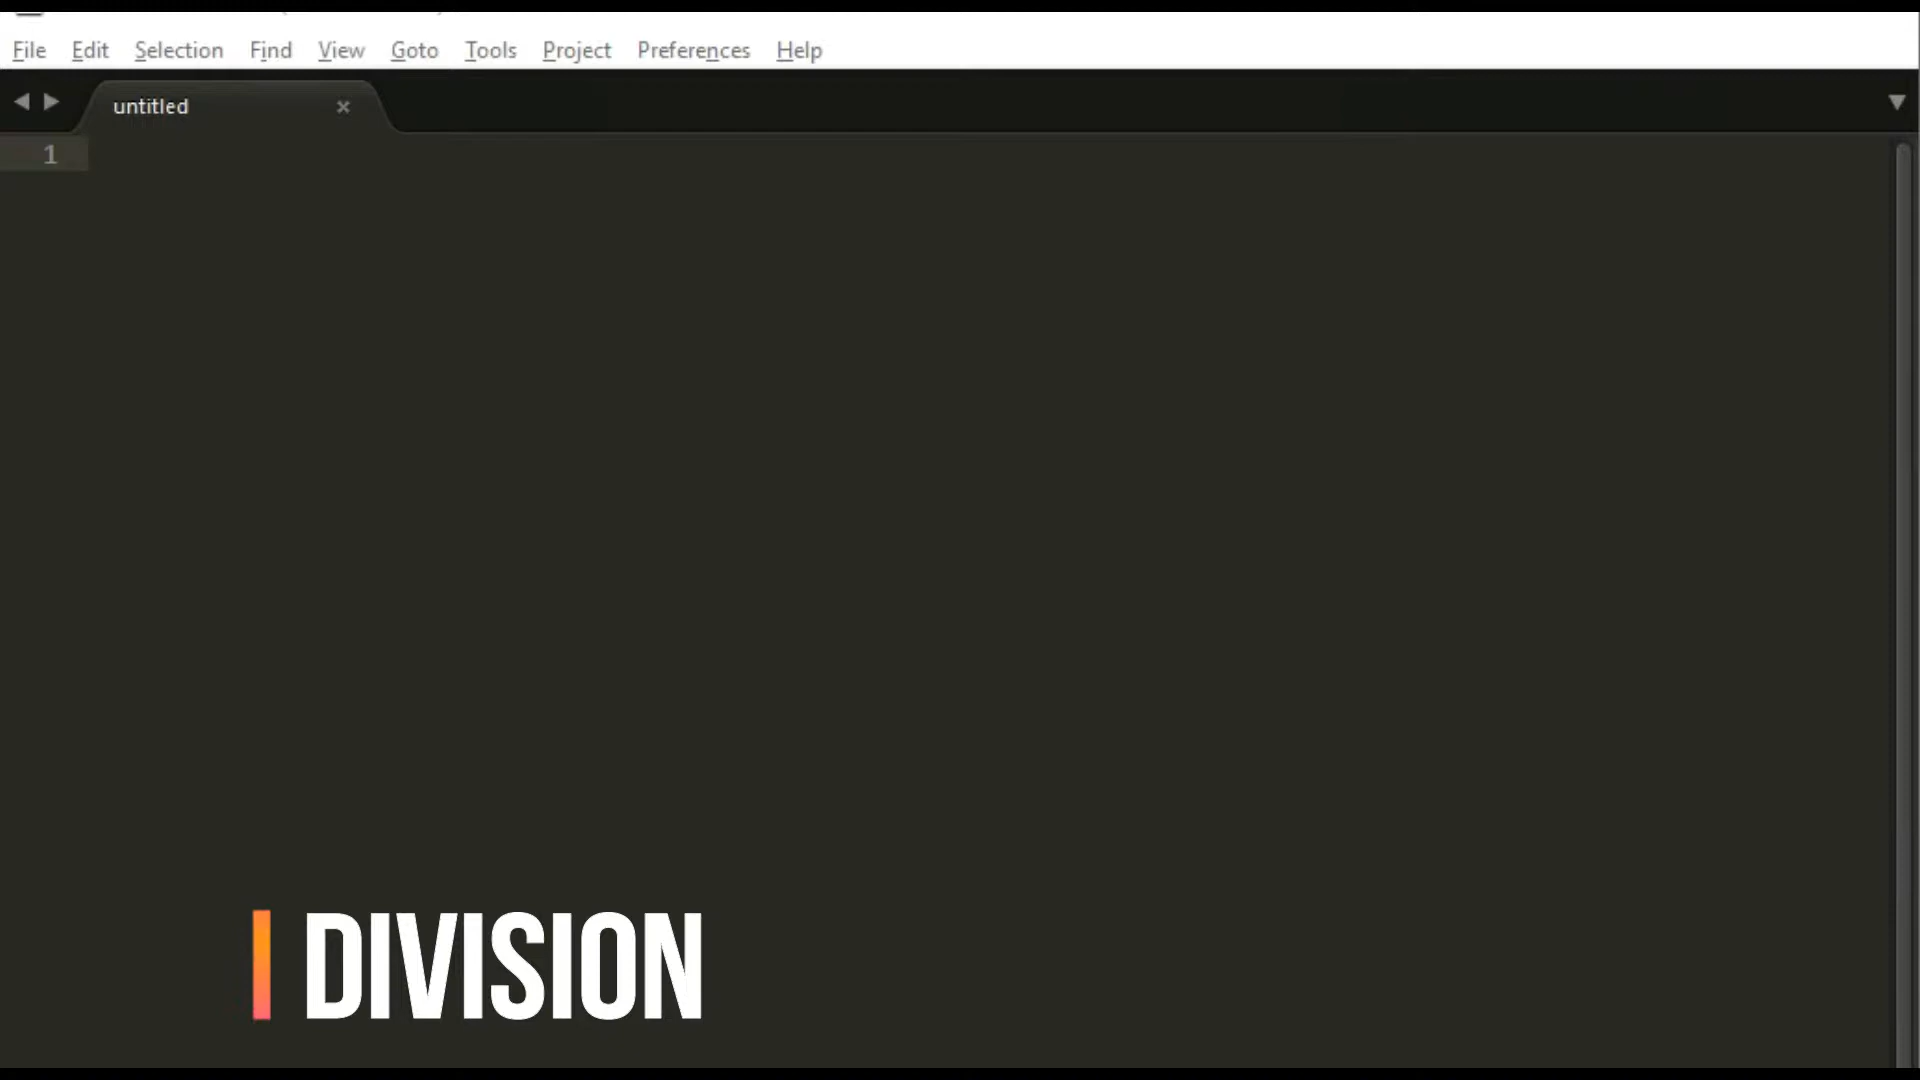 File Edit Selection Find View Goto Tools Project Preferences Help
untitled ×
1
DIVISION